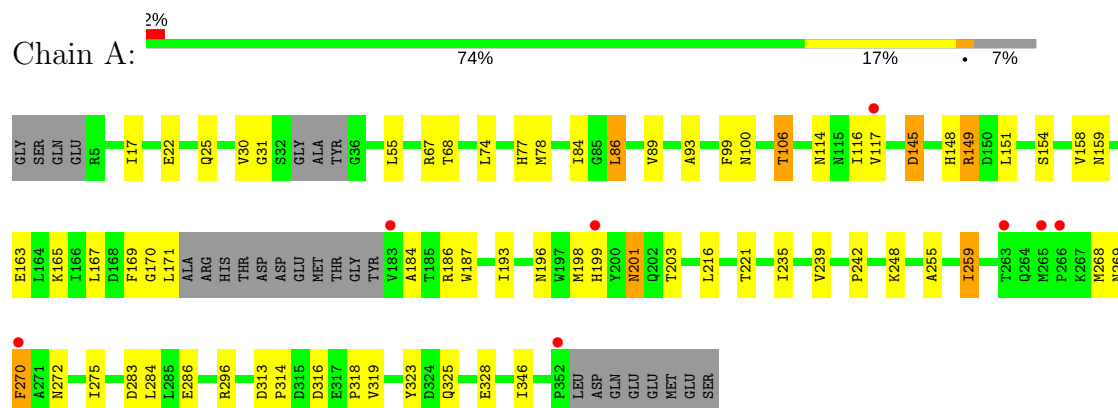 2%
Chain A:
74% 17% • 7%
GLY SER GLN GLU R5 I17 E22 Q25 V30 G31 S32 GLY ALA TYR G36 L55 R67 T68 L74 H77 M78 I84 G85 L86 V89 A93 F99 N100 T106 N114 N115 I116 V117 D145 H148 R149 D150 L151 S154 V158 N159
E163 L164 K165 I166 L167 D168 F169 G170 L171 ALA ARG HIS THR ASP ASP GLU MET THR GLY TYR V183 A184 T185 R186 W187 I193 N196 W197 M198 H199 Y200 N201 Q202 T203 L216 T221 I235 V239 P242 K248 A255 I259 T263 Q264 M265 P266 K267 M268 N269
F270 A271 N272 I275 D283 L284 L285 E286 R296 D313 P314 D315 D316 E317 P318 V319 Y323 D324 Q325 E328 I346 P352 LEU ASP GLN GLU GLU MET GLU SER